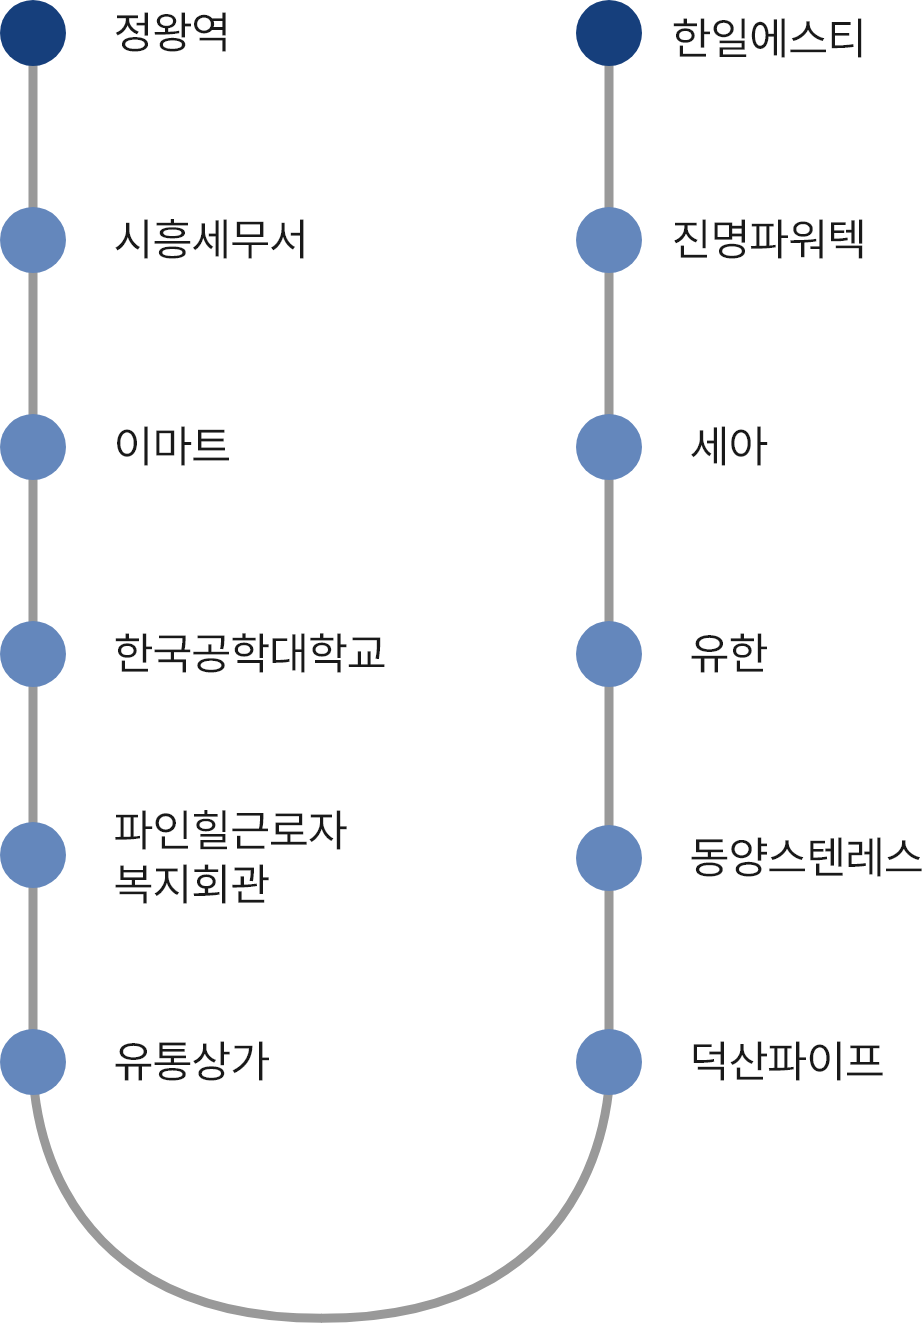 정왕역
시흥세무서
이마트
한국공학대학교
파인힐근로자
복지회관
유통상가
한일에스티
진명파워텍
세아
유한
동양스텐레스
덕산파이프